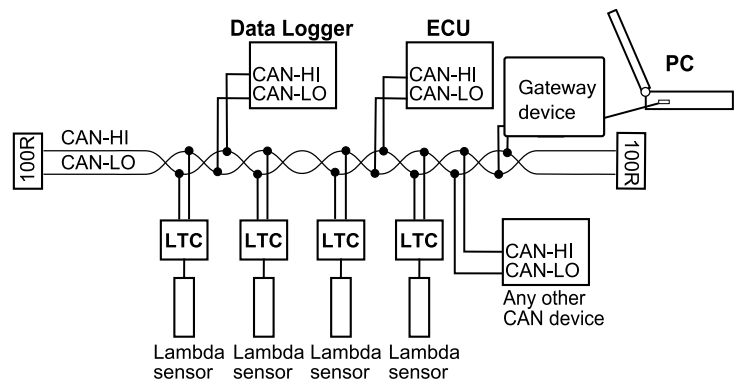 Data Logger
ECU
PC
CAN-HI
CAN-LO
CAN-HI
CAN-LO
Gateway
device
100R
CAN-HI
CAN-LO
100R
LTC
LTC
LTC
LTC
CAN-HI
CAN-LO
Any other
CAN device
Lambda
sensor
Lambda
sensor
Lambda
sensor
Lambda
sensor